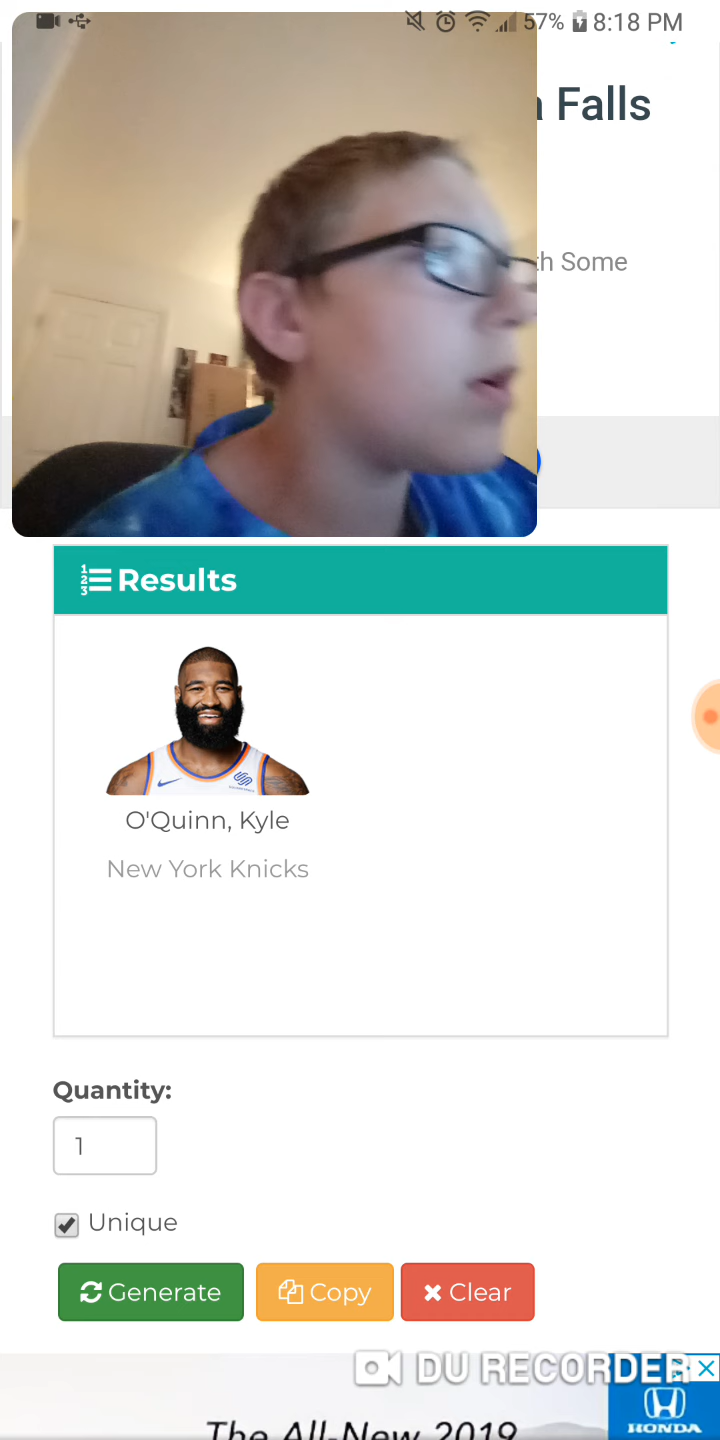 57% 8:18 PM
Falls
Some
Results
O'Quinn, Kyle
New York Knicks
Quantity:
1
Unique
Generate Copy Clear
DU RECORDER
The All-New 2019
HONDA